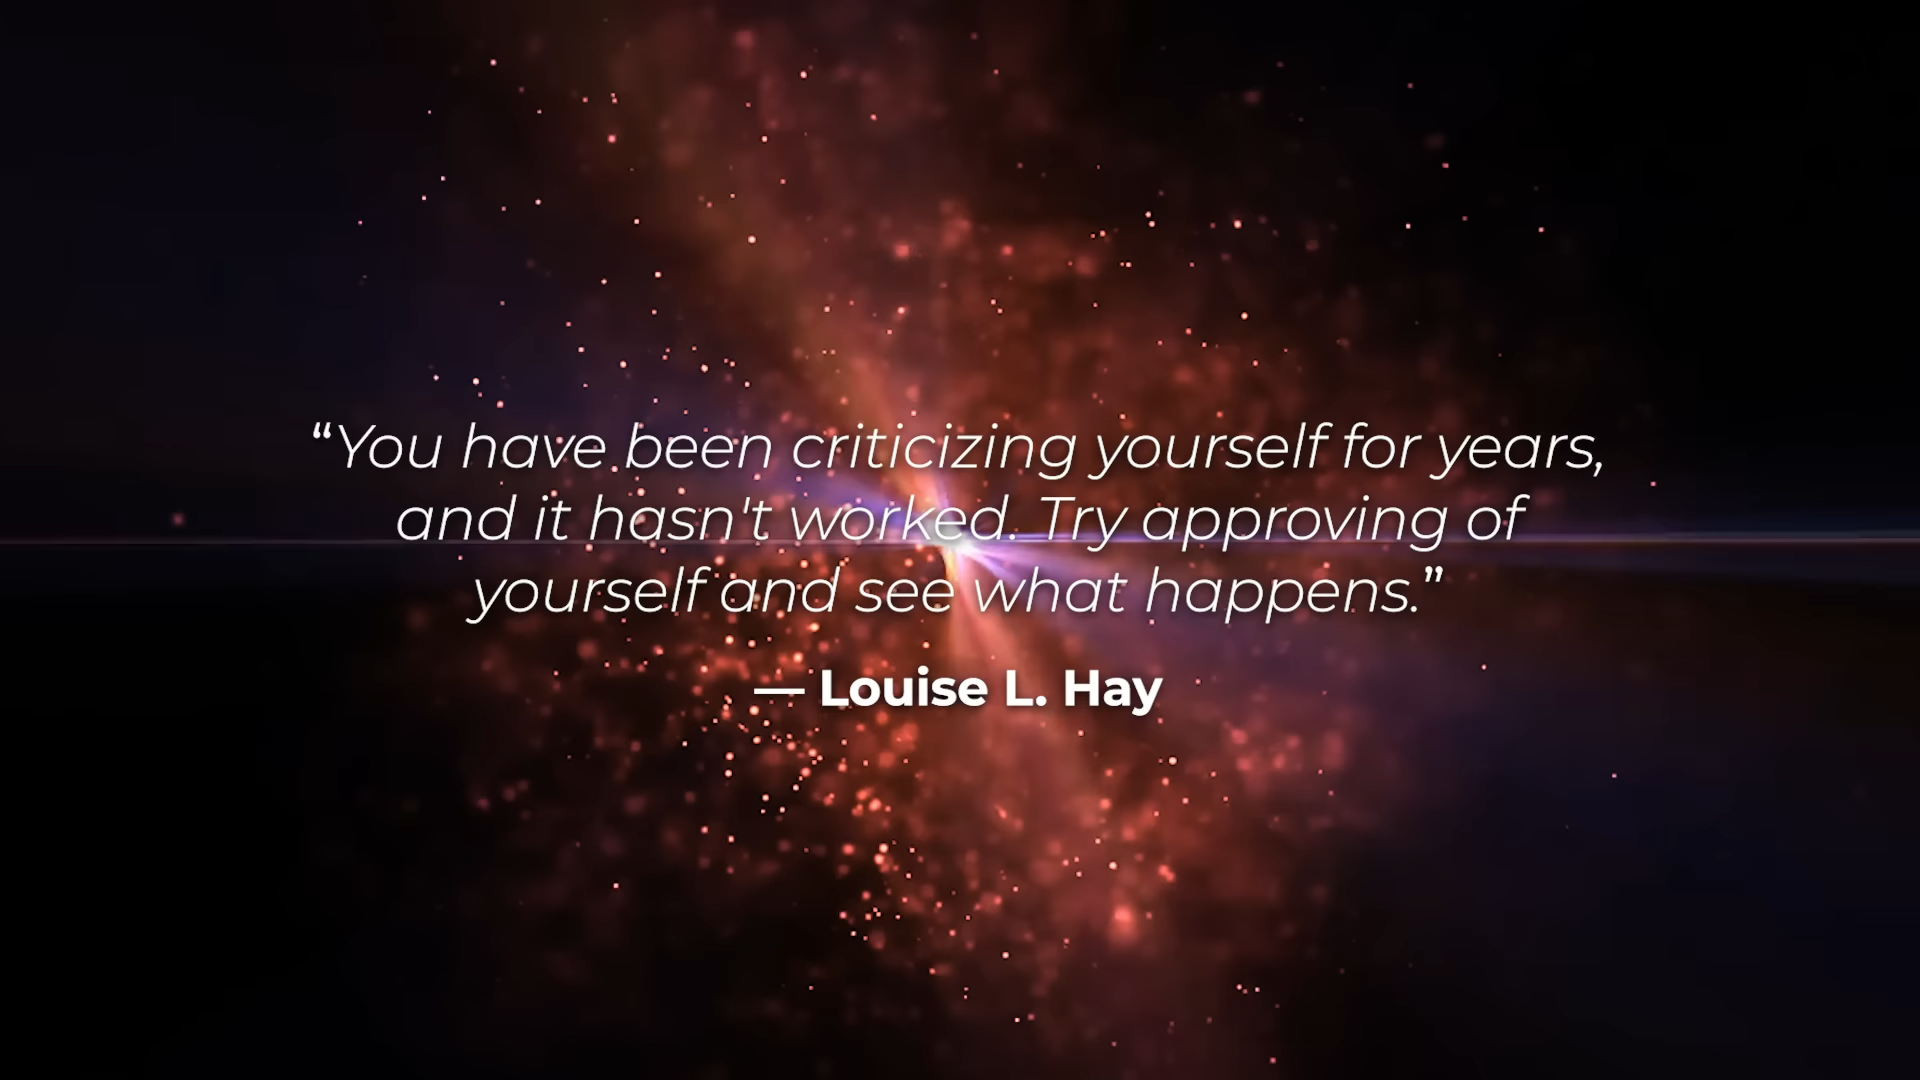 “You have been criticizing yourself for years,
and it hasn't worked. Try approving of
yourself and see what happens.”
— Louise L. Hay